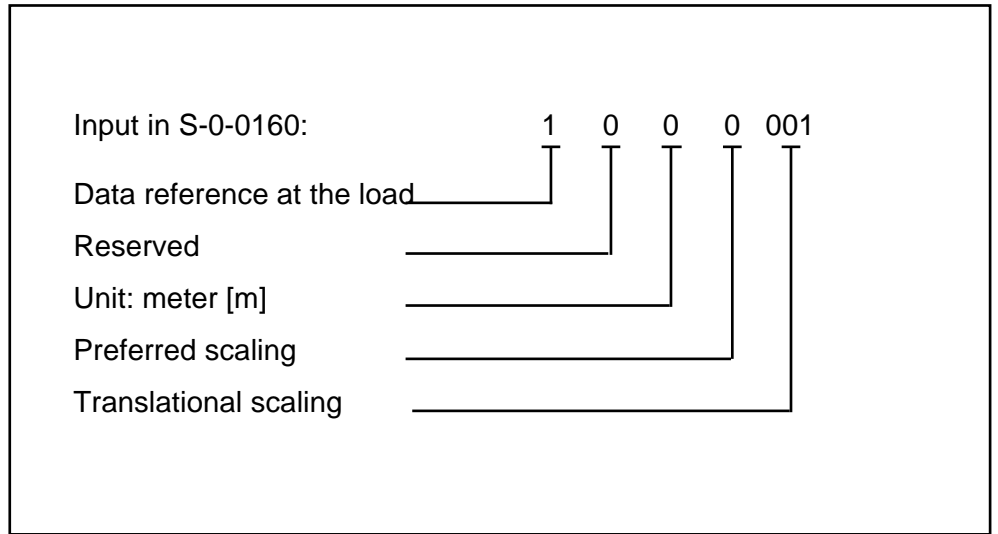 Input in S-0-0160: 1 0 0 0 001
Data reference at the load
Reserved
Unit: meter [m]
Preferred scaling
Translational scaling